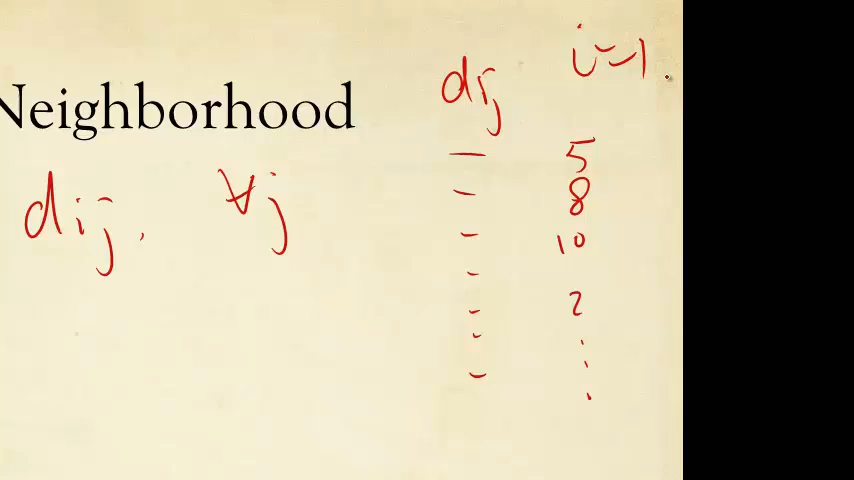 Neighborhood
dij, ∀j
dij i=1
— 5
- 8
- 10
-
- 2
-
-